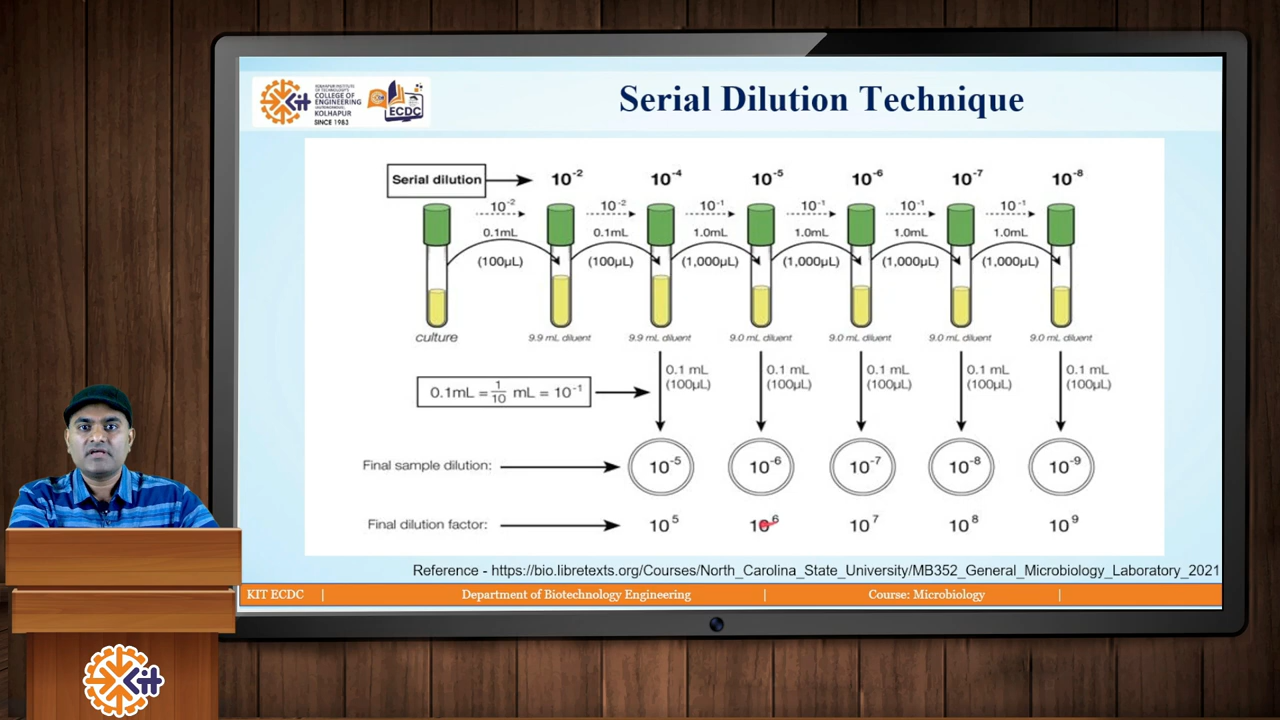 KOLHAPUR INSTITUTE
OF TECHNOLOGY'S
COLLEGE OF
ENGINEERING
KOLHAPUR
SINCE 1983
Kit
ECDC
Serial Dilution Technique
Serial dilution 10⁻² 10⁻⁴ 10⁻⁵ 10⁻⁶ 10⁻⁷ 10⁻⁸
10⁻² 10⁻² 10⁻¹ 10⁻¹ 10⁻¹ 10⁻¹
0.1mL 0.1mL 1.0mL 1.0mL 1.0mL 1.0mL
(100µL) (100µL) (1,000µL) (1,000µL) (1,000µL) (1,000µL)
culture 9.9 mL diluent 9.9 mL diluent 9.0 mL diluent 9.0 mL diluent 9.0 mL diluent 9.0 mL diluent
0.1 mL 0.1 mL 0.1 mL 0.1 mL 0.1 mL
(100µL) (100µL) (100µL) (100µL) (100µL)
0.1mL = 1/10 mL = 10⁻¹
Final sample dilution: 10⁻⁵ 10⁻⁶ 10⁻⁷ 10⁻⁸ 10⁻⁹
Final dilution factor: 10⁵ 10⁶ 10⁷ 10⁸ 10⁹
Reference - https://bio.libretexts.org/Courses/North_Carolina_State_University/MB352_General_Microbiology_Laboratory_2021
KIT ECDC | Department of Biotechnology Engineering | Course: Microbiology |
Kit